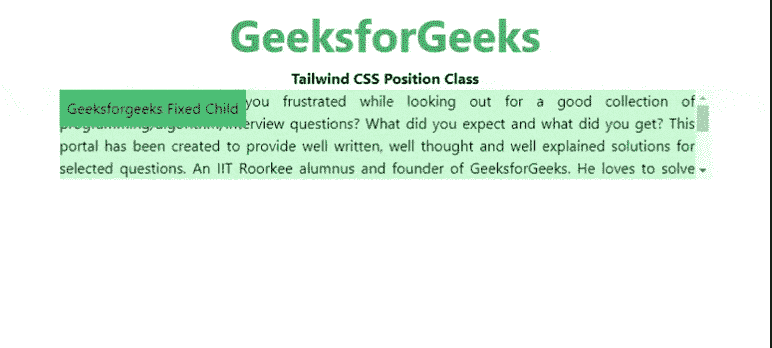 GeeksforGeeks
Tailwind CSS Position Class
Geeksforgeeks Fixed Child you frustrated while looking out for a good collection of
programming/algorithm/interview questions? What did you expect and what did you get? This
portal has been created to provide well written, well thought and well explained solutions for
selected questions. An IIT Roorkee alumnus and founder of GeeksforGeeks. He loves to solve